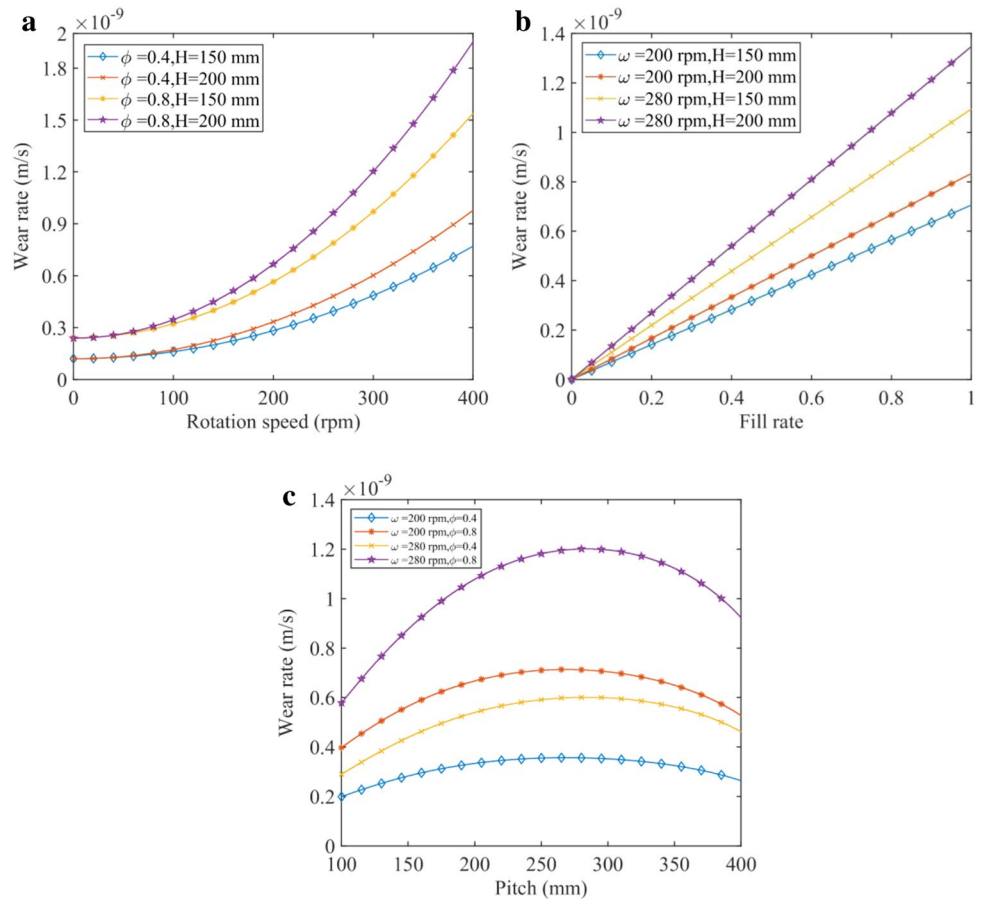 a
×10-9
2
1.8
1.5
1.2
0.9
0.6
0.3
0
Wear rate (m/s)
ϕ =0.4,H=150 mm
ϕ =0.4,H=200 mm
ϕ =0.8,H=150 mm
ϕ =0.8,H=200 mm
0 100 200 300 400
Rotation speed (rpm)
b
×10-9
1.4
1.2
1
0.8
0.6
0.4
0.2
0
Wear rate (m/s)
ω =200 rpm,H=150 mm
ω =200 rpm,H=200 mm
ω =280 rpm,H=150 mm
ω =280 rpm,H=200 mm
0 0.2 0.4 0.6 0.8 1
Fill rate
c
×10-9
1.4
1.2
1
0.8
0.6
0.4
0.2
0
Wear rate (m/s)
ω =200 rpm,ϕ=0.4
ω =200 rpm,ϕ=0.8
ω =280 rpm,ϕ=0.4
ω =280 rpm,ϕ=0.8
100 150 200 250 300 350 400
Pitch (mm)